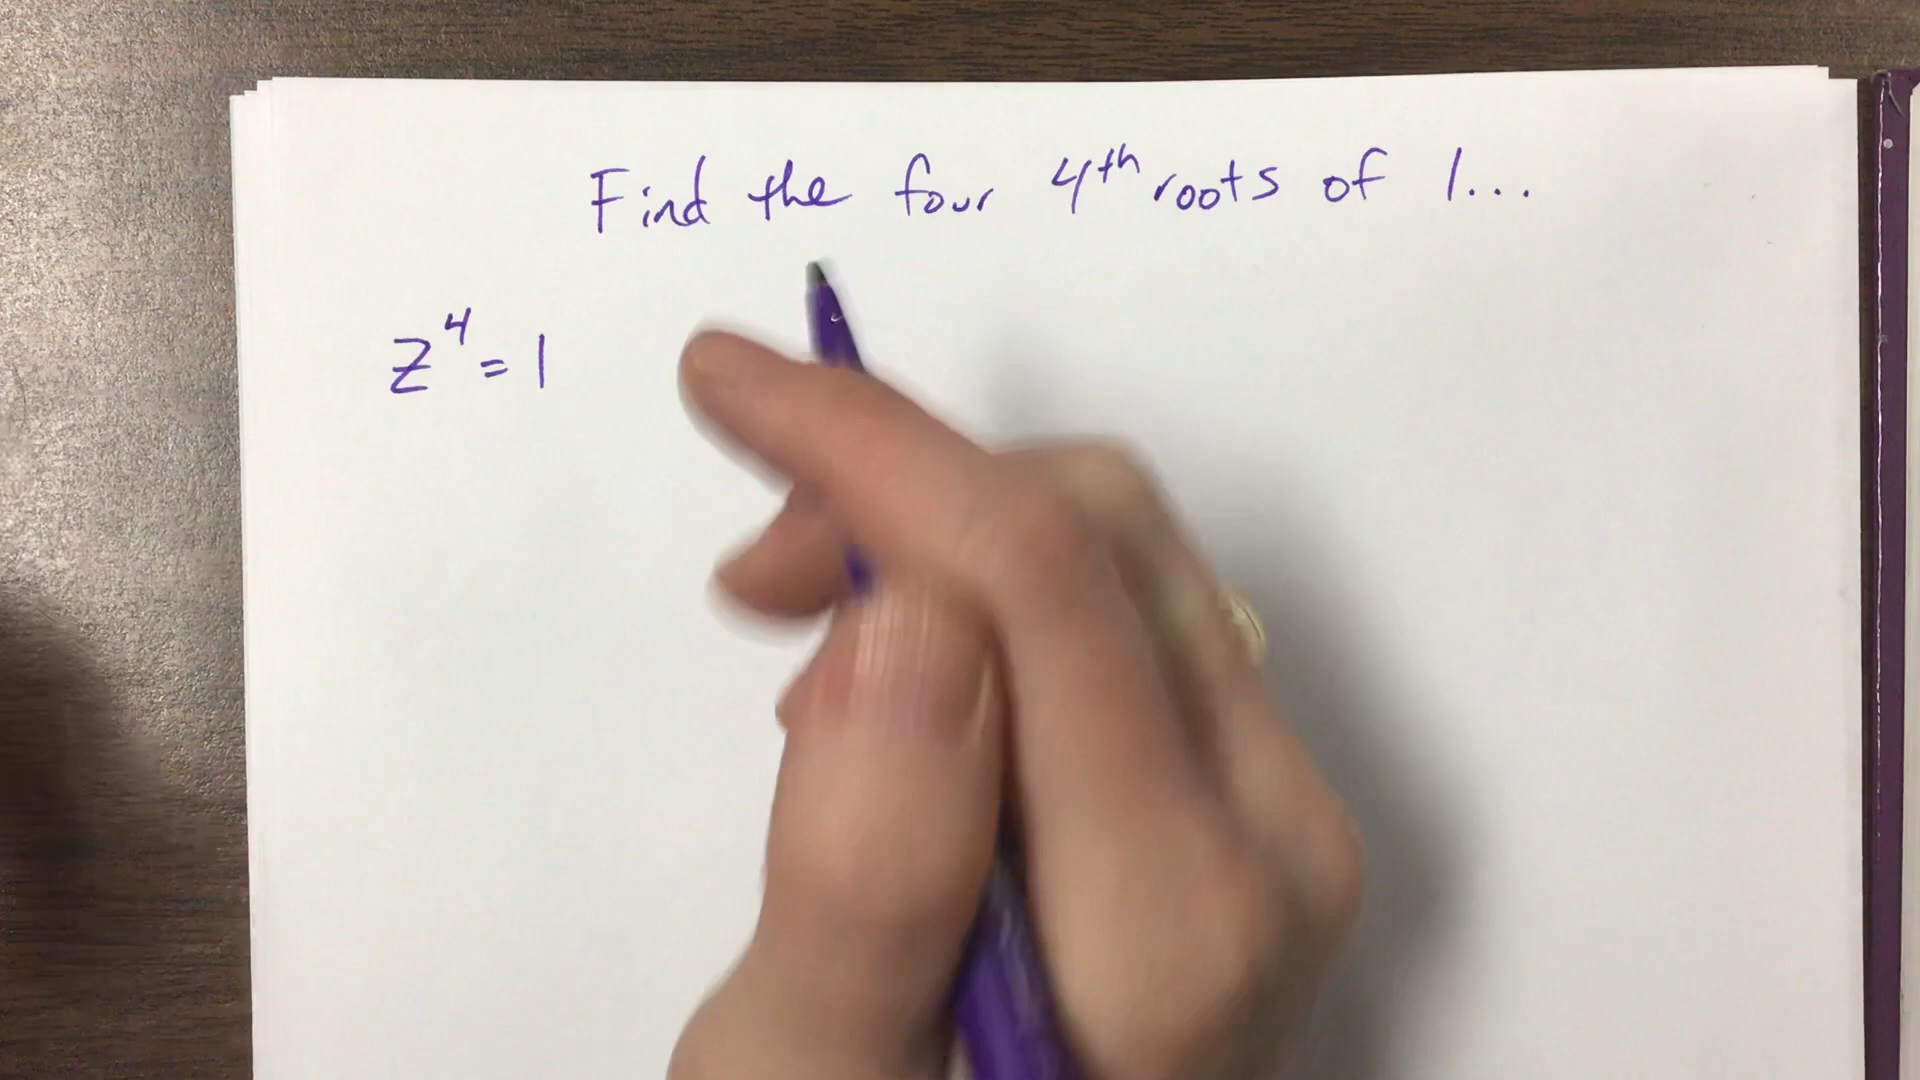 Find the four 4th roots of 1...
z⁴ = 1